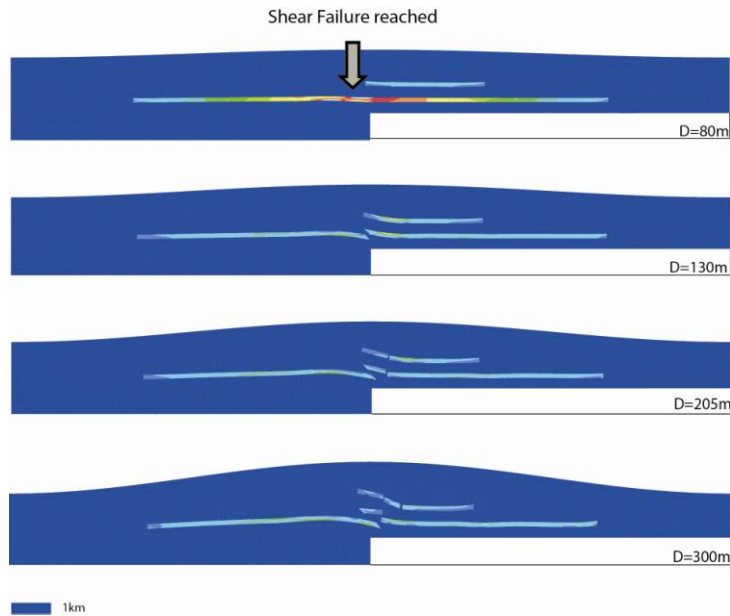 Shear Failure reached
D=80m
D=130m
D=205m
D=300m
1km